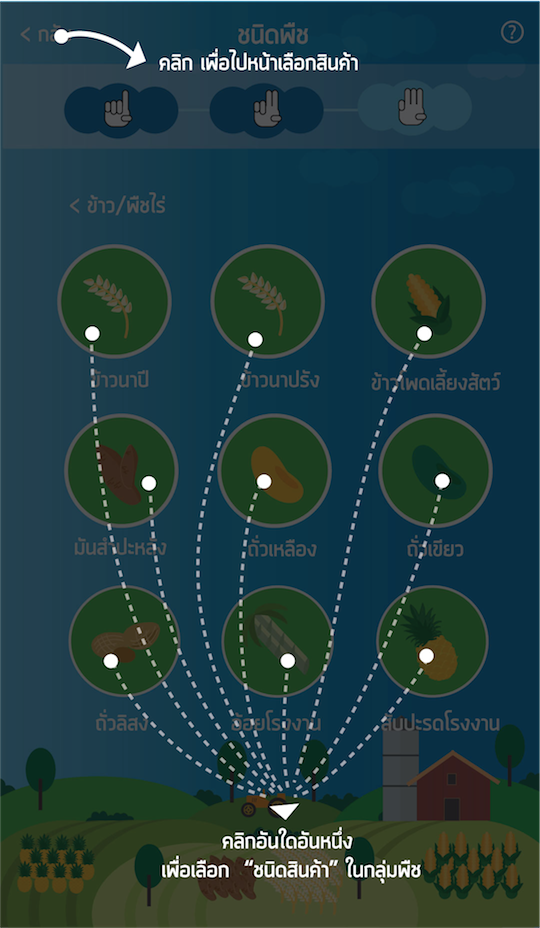 < กลับ
ชนิดพืช
?
คลิก เพื่อไปหน้าเลือกสินค้า
< ข้าว/พืชไร่
ข้าวนาปี
ข้าวนาปรัง
ข้าวโพดเลี้ยงสัตว์
มันสำปะหลัง
ถั่วเหลือง
ถั่วเขียว
ถั่วลิสง
อ้อยโรงงาน
สับปะรดโรงงาน
คลิกอันใดอันหนึ่ง
เพื่อเลือก “ชนิดสินค้า” ในกลุ่มพืช